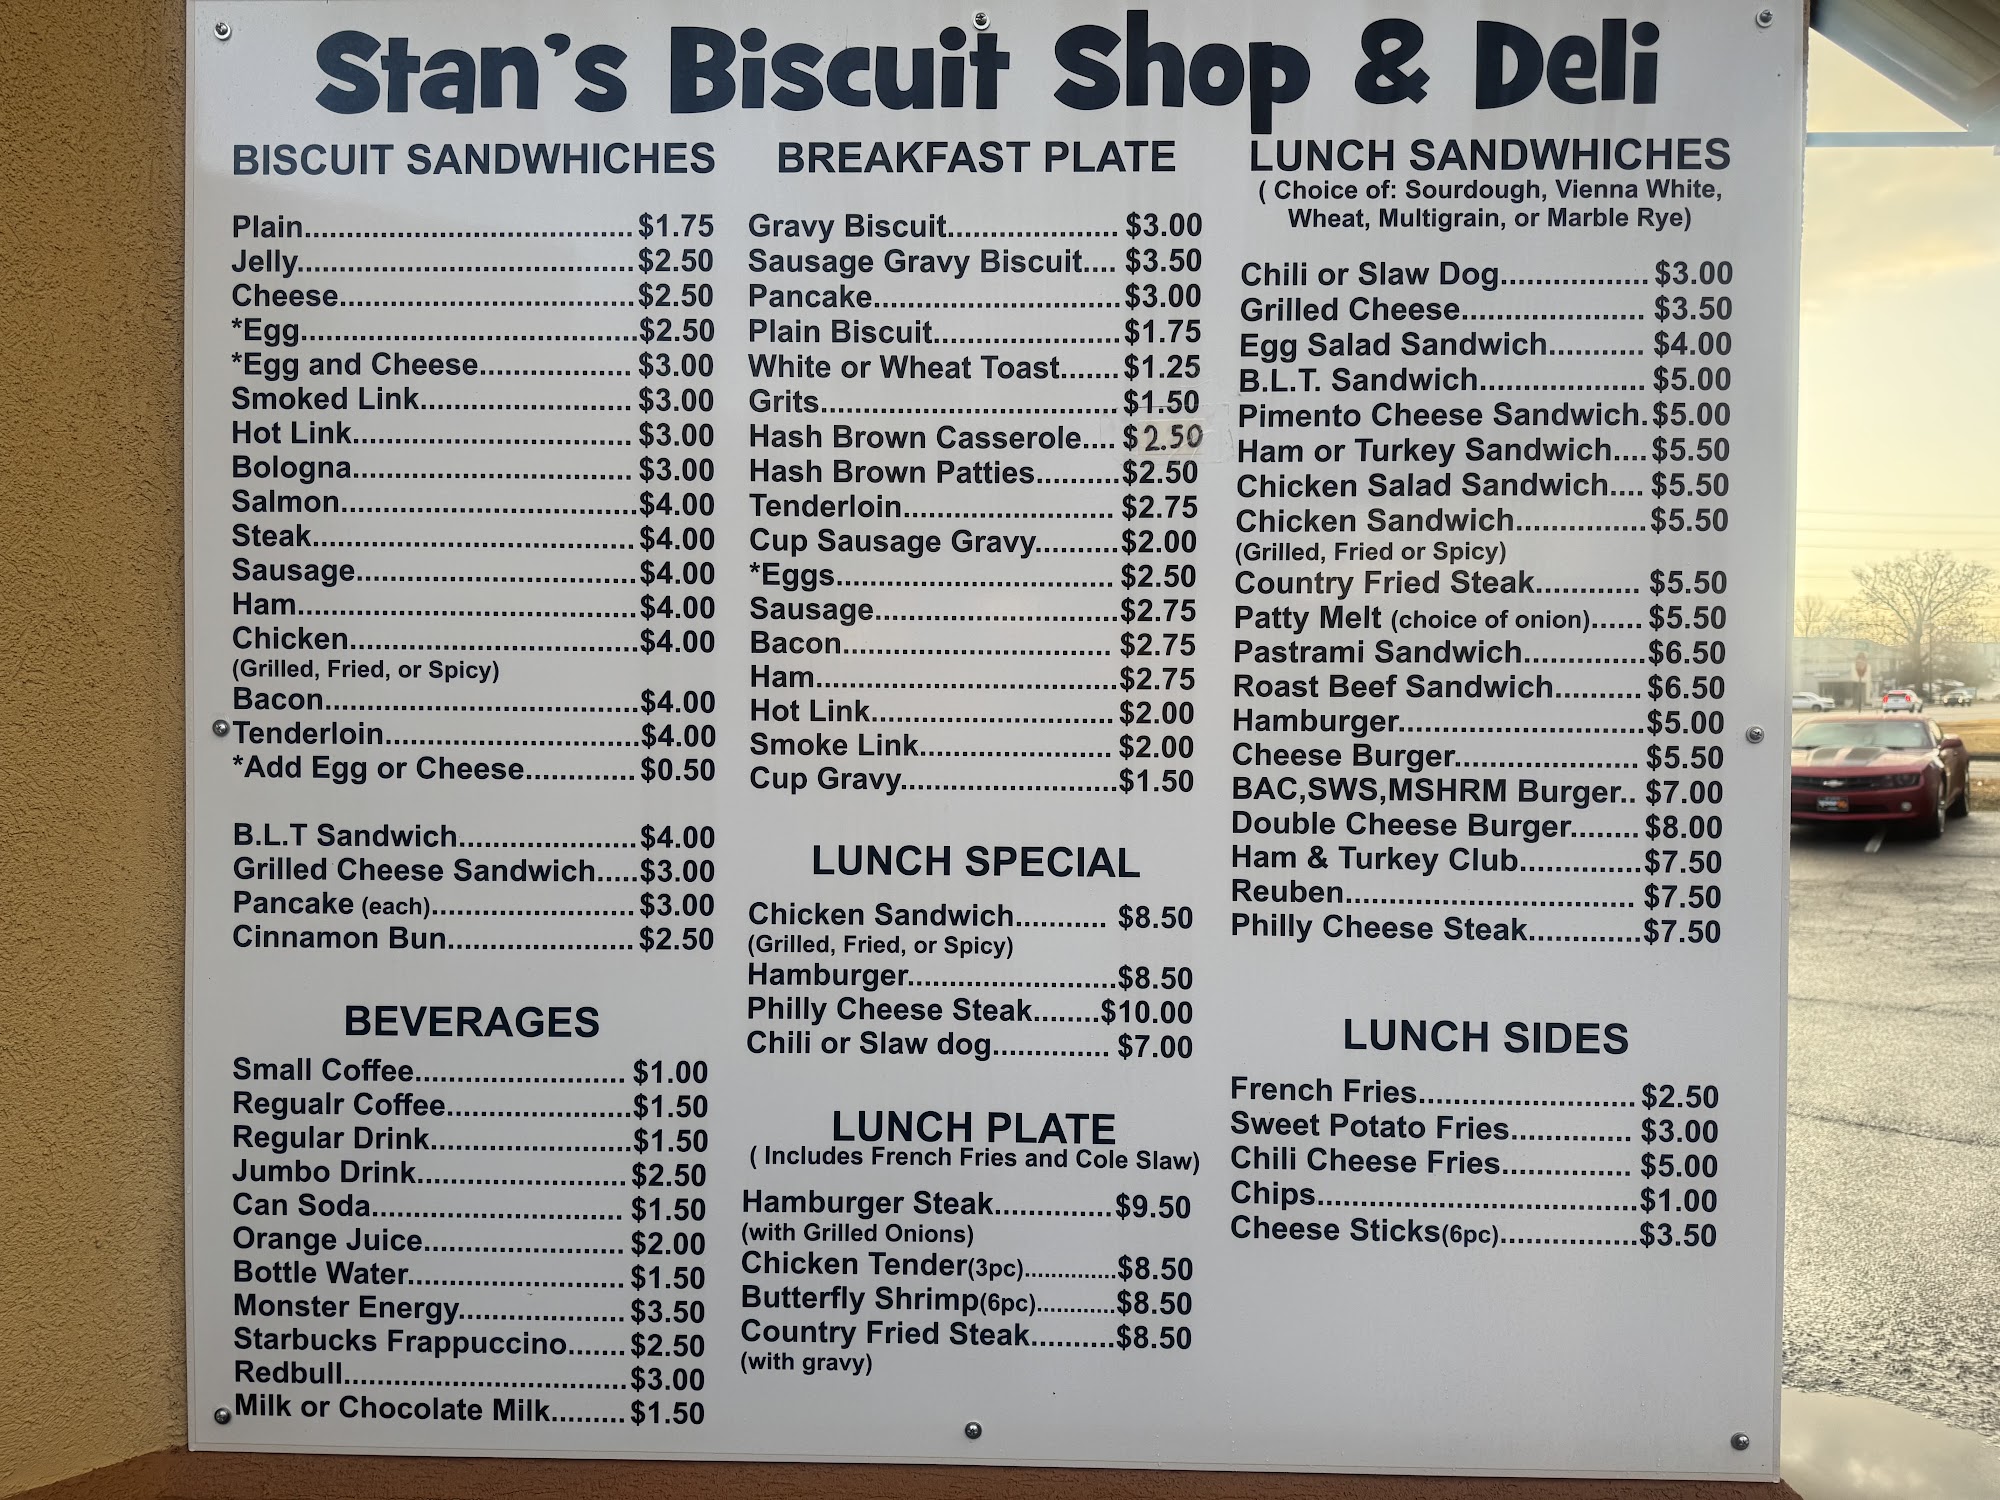 Stan's Biscuit Shop & Deli
BISCUIT SANDWHICHES
Plain....................................... $1.75
Jelly........................................$2.50
Cheese...................................$2.50
*Egg........................................$2.50
*Egg and Cheese.................. $3.00
Smoked Link......................... $3.00
Hot Link................................. $3.00
Bologna................................. $3.00
Salmon...................................$4.00
Steak......................................$4.00
Sausage.................................$4.00
Ham........................................$4.00
Chicken..................................$4.00
(Grilled, Fried, or Spicy)
Bacon.....................................$4.00
Tenderloin..............................$4.00
*Add Egg or Cheese............. $0.50
B.L.T Sandwich.....................$4.00
Grilled Cheese Sandwich.....$3.00
Pancake (each)........................ $3.00
Cinnamon Bun...................... $2.50
BEVERAGES
Small Coffee......................... $1.00
Regualr Coffee......................$1.50
Regular Drink........................$1.50
Jumbo Drink......................... $2.50
Can Soda.............................. $1.50
Orange Juice........................ $2.00
Bottle Water.......................... $1.50
Monster Energy.................... $3.50
Starbucks Frappuccino....... $2.50
Redbull..................................$3.00
Milk or Chocolate Milk......... $1.50
BREAKFAST PLATE
Gravy Biscuit.................... $3.00
Sausage Gravy Biscuit.... $3.50
Pancake.............................$3.00
Plain Biscuit......................$1.75
White or Wheat Toast.......$1.25
Grits................................... $1.50
Hash Brown Casserole.... $2.50
Hash Brown Patties..........$2.50
Tenderloin......................... $2.75
Cup Sausage Gravy..........$2.00
*Eggs................................. $2.50
Sausage.............................$2.75
Bacon................................ $2.75
Ham....................................$2.75
Hot Link............................. $2.00
Smoke Link....................... $2.00
Cup Gravy..........................$1.50
LUNCH SPECIAL
Chicken Sandwich........... $8.50
(Grilled, Fried, or Spicy)
Hamburger.........................$8.50
Philly Cheese Steak........$10.00
Chili or Slaw dog.............. $7.00
LUNCH PLATE
( Includes French Fries and Cole Slaw)
Hamburger Steak..............$9.50
(with Grilled Onions)
Chicken Tender(3pc)..............$8.50
Butterfly Shrimp(6pc)............$8.50
Country Fried Steak..........$8.50
(with gravy)
LUNCH SANDWHICHES
( Choice of: Sourdough, Vienna White,
Wheat, Multigrain, or Marble Rye)
Chili or Slaw Dog.................. $3.00
Grilled Cheese...................... $3.50
Egg Salad Sandwich........... $4.00
B.L.T. Sandwich.................... $5.00
Pimento Cheese Sandwich.$5.00
Ham or Turkey Sandwich....$5.50
Chicken Salad Sandwich.... $5.50
Chicken Sandwich...............$5.50
(Grilled, Fried or Spicy)
Country Fried Steak............. $5.50
Patty Melt (choice of onion)...... $5.50
Pastrami Sandwich..............$6.50
Roast Beef Sandwich.......... $6.50
Hamburger.............................$5.00
Cheese Burger...................... $5.50
BAC,SWS,MSHRM Burger.. $7.00
Double Cheese Burger........ $8.00
Ham & Turkey Club..............$7.50
Reuben.................................. $7.50
Philly Cheese Steak.............$7.50
LUNCH SIDES
French Fries.......................... $2.50
Sweet Potato Fries.............. $3.00
Chili Cheese Fries............... $5.00
Chips......................................$1.00
Cheese Sticks(6pc).................$3.50